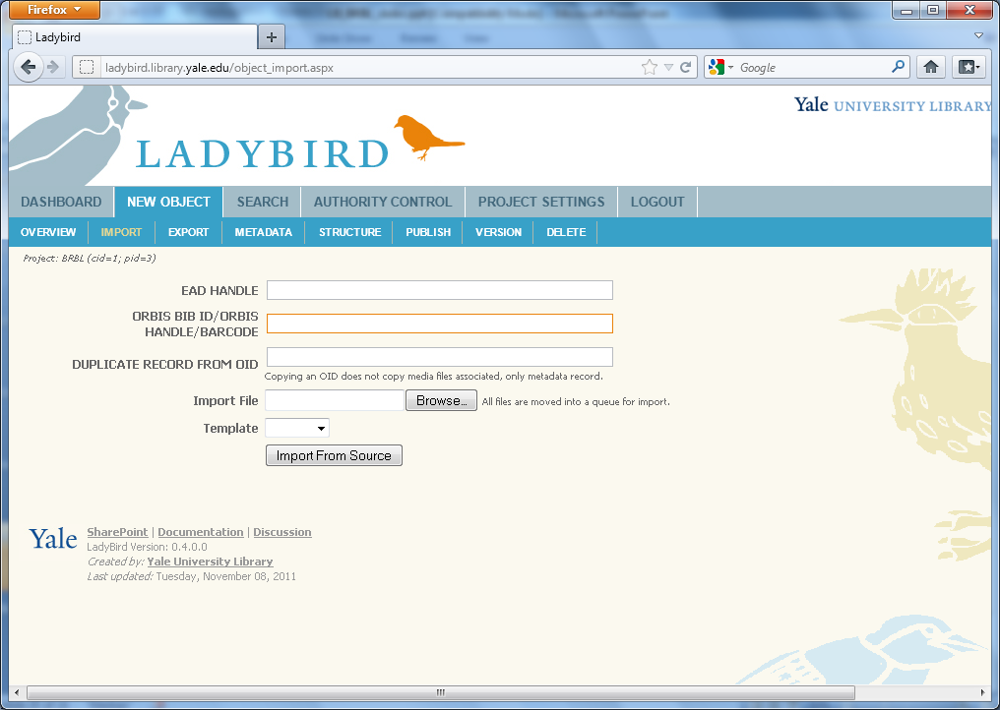 Firefox
Ladybird
ladybird.library.yale.edu/object_import.aspx
Google
Yale UNIVERSITY LIBRARY
LADYBIRD
DASHBOARD NEW OBJECT SEARCH AUTHORITY CONTROL PROJECT SETTINGS LOGOUT
OVERVIEW IMPORT EXPORT METADATA STRUCTURE PUBLISH VERSION DELETE
Project: BRBL (cid=1; pid=3)
EAD HANDLE
ORBIS BIB ID/ORBIS
HANDLE/BARCODE
DUPLICATE RECORD FROM OID
Copying an OID does not copy media files associated, only metadata record.
Import File Browse... All files are moved into a queue for import.
Template
Import From Source
Yale
SharePoint | Documentation | Discussion
LadyBird Version: 0.4.0.0
Created by: Yale University Library
Last updated: Tuesday, November 08, 2011